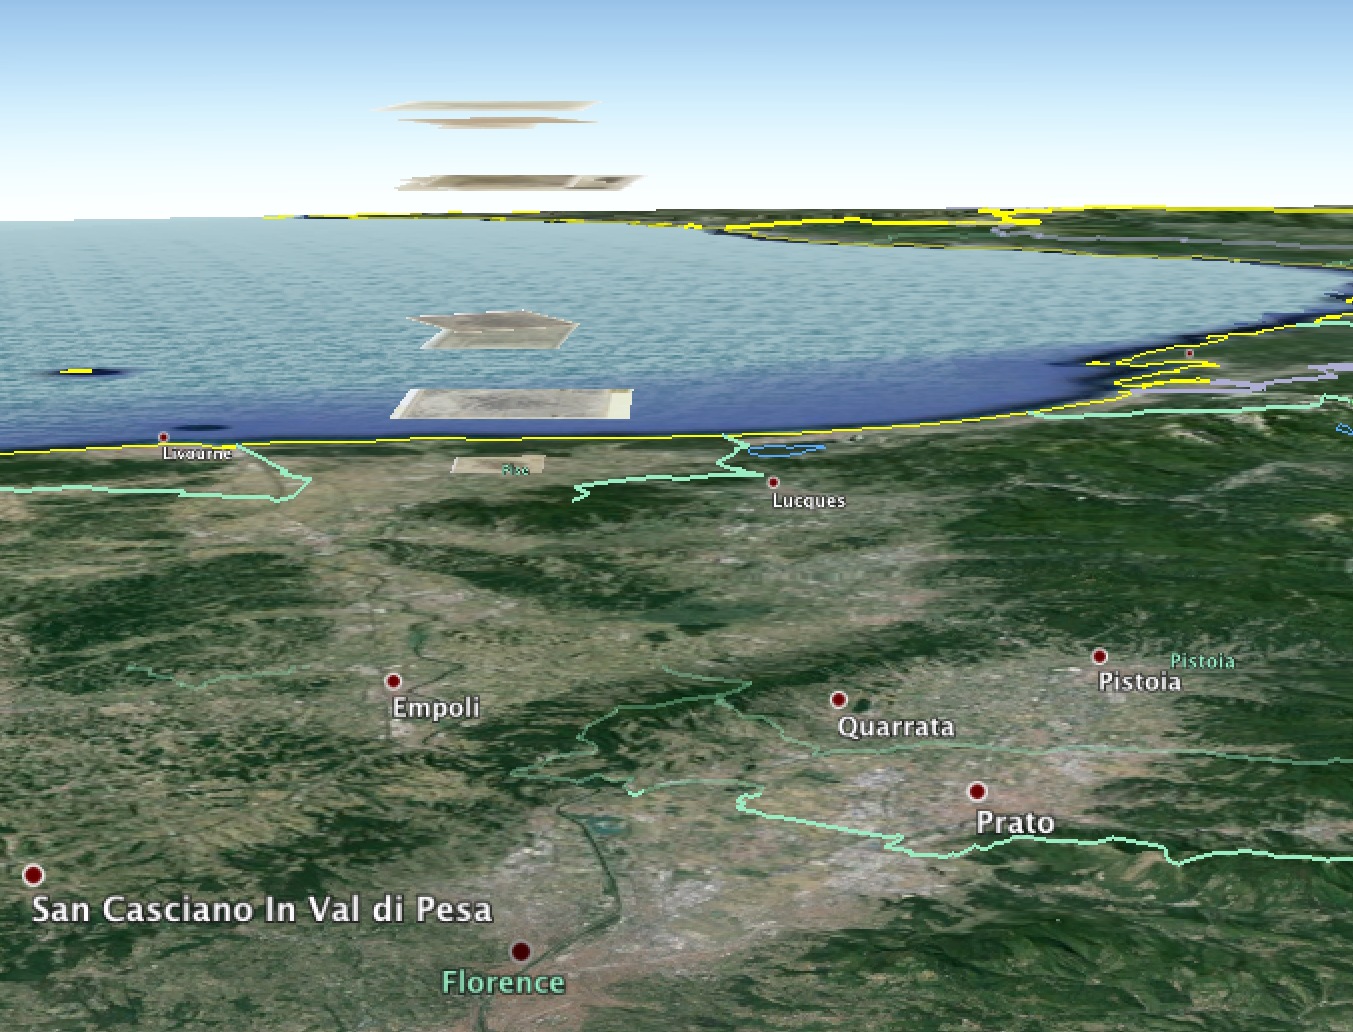 Livourne
Pise
Lucques
Pistoia
Pistoia
Empoli
Quarrata
Prato
San Casciano In Val di Pesa
Florence